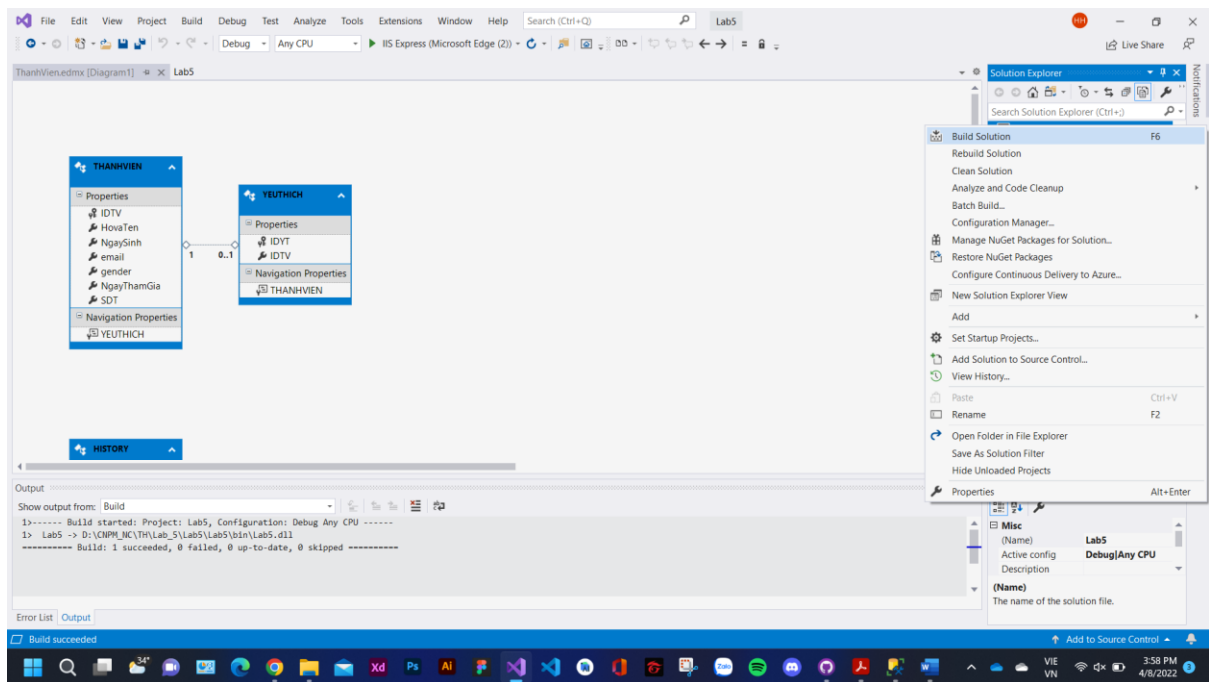 File Edit View Project Build Debug Test Analyze Tools Extensions Window Help Search (Ctrl+Q) Lab5 HH
Debug Any CPU IIS Express (Microsoft Edge (2)) Live Share
ThanhVien.edmx [Diagram1] Lab5
Solution Explorer
Notifications
Search Solution Explorer (Ctrl+;)
Build Solution F6
Rebuild Solution
Clean Solution
Analyze and Code Cleanup
Batch Build...
Configuration Manager...
Manage NuGet Packages for Solution...
Restore NuGet Packages
Configure Continuous Delivery to Azure...
New Solution Explorer View
Add
Set Startup Projects...
Add Solution to Source Control...
View History...
Paste Ctrl+V
Rename F2
Open Folder in File Explorer
Save As Solution Filter
Hide Unloaded Projects
Properties Alt+Enter
THANHVIEN
Properties
IDTV
HovaTen
NgaySinh
email
gender
NgayThamGia
SDT
Navigation Properties
YEUTHICH
1 0..1
YEUTHICH
Properties
IDYT
IDTV
Navigation Properties
THANHVIEN
HISTORY
Output
Show output from: Build
1>------ Build started: Project: Lab5, Configuration: Debug Any CPU ------
1> Lab5 -> D:\CNPM_NC\TH\Lab_5\Lab5\Lab5\bin\Lab5.dll
========== Build: 1 succeeded, 0 failed, 0 up-to-date, 0 skipped ==========
Misc
(Name) Lab5
Active config Debug|Any CPU
Description
(Name)
The name of the solution file.
Error List Output
Build succeeded Add to Source Control
34° Xd Ps Ai Zalo VIE VN 3:58 PM 4/8/2022 3